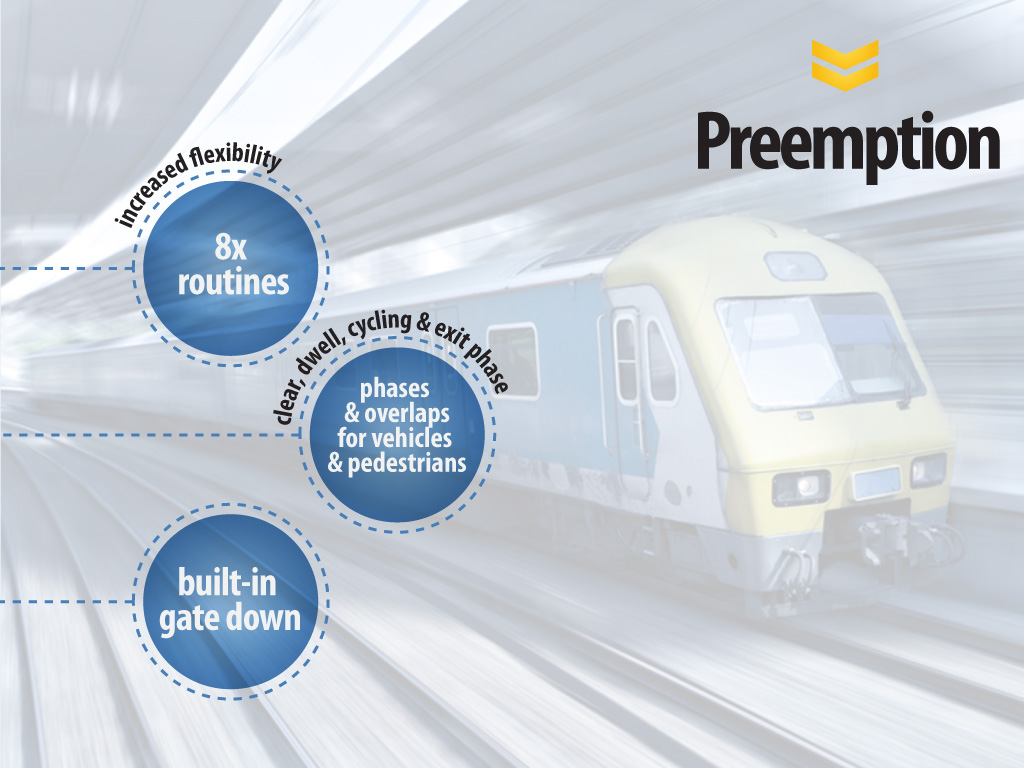 Preemption
increased flexibility
8x
routines
clear, dwell, cycling & exit phase
phases
& overlaps
for vehicles
& pedestrians
built-in
gate down